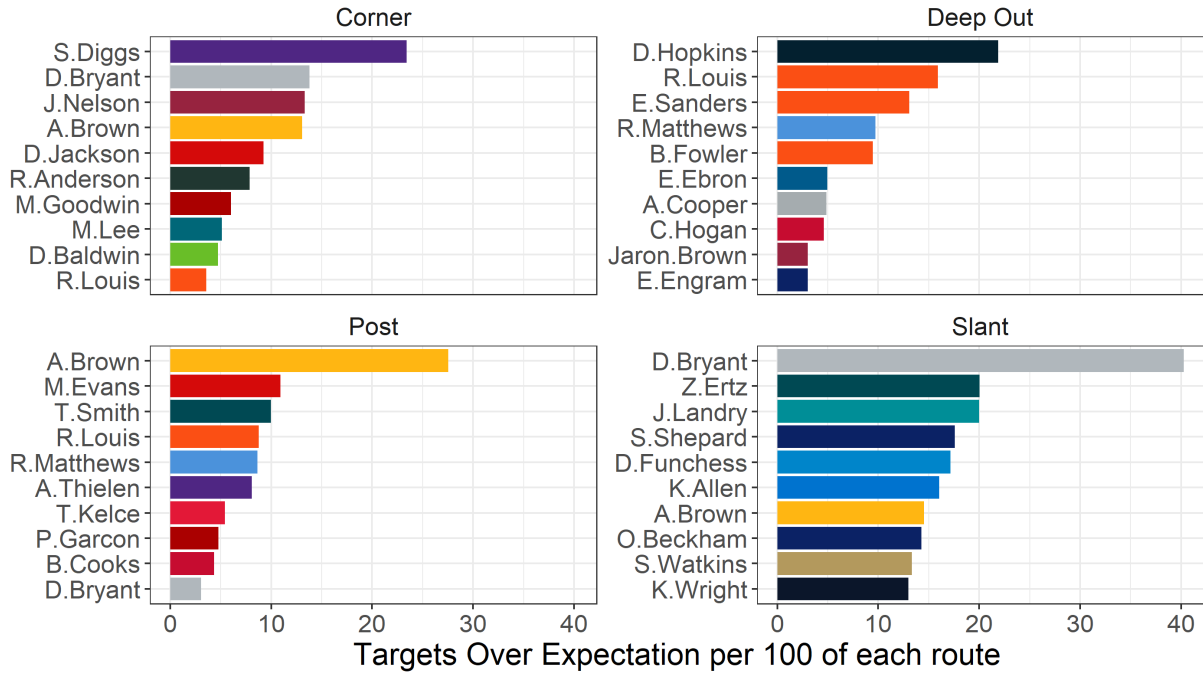 Corner
S.Diggs
D.Bryant
J.Nelson
A.Brown
D.Jackson
R.Anderson
M.Goodwin
M.Lee
D.Baldwin
R.Louis
Deep Out
D.Hopkins
R.Louis
E.Sanders
R.Matthews
B.Fowler
E.Ebron
A.Cooper
C.Hogan
Jaron.Brown
E.Engram
Post
A.Brown
M.Evans
T.Smith
R.Louis
R.Matthews
A.Thielen
T.Kelce
P.Garcon
B.Cooks
D.Bryant
0 10 20 30 40
Slant
D.Bryant
Z.Ertz
J.Landry
S.Shepard
D.Funchess
K.Allen
A.Brown
O.Beckham
S.Watkins
K.Wright
0 10 20 30 40
Targets Over Expectation per 100 of each route